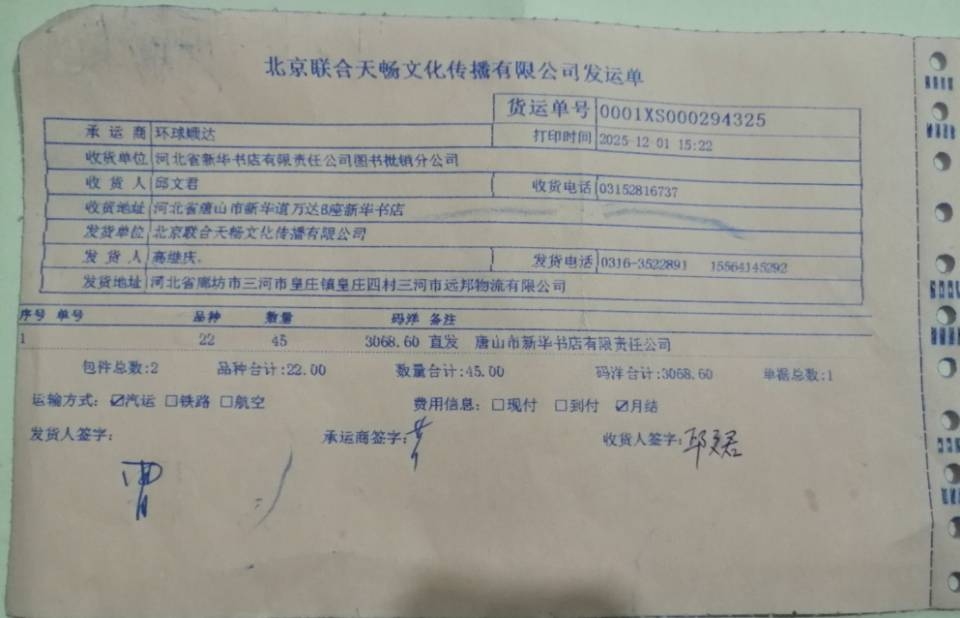 北京联合天畅文化传播有限公司发运单
货运单号 0001XS000294325
承运商 环球娥达 打印时间 2025-12-01 15:22
收货单位 河北省新华书店有限责任公司图书批销分公司
收货人 邱文君 收货电话 03152816737
收货地址 河北省唐山市新华道万达B座新华书店
发货单位 北京联合天畅文化传播有限公司
发货人 高继庆. 发货电话 0316-3522891 15564145292
发货地址 河北省廊坊市三河市皇庄镇皇庄四村三河市远邦物流有限公司
序号 单号 品种 数量 码洋 备注
1 22 45 3068.60 直发 唐山市新华书店有限责任公司
包件总数:2 品种合计:22.00 数量合计:45.00 码洋合计:3068.60 单据总数:1
运输方式: ☑汽运 □铁路 □航空 费用信息: □现付 □到付 ☑月结
发货人签字: 承运商签字: 收货人签字: 邱文君